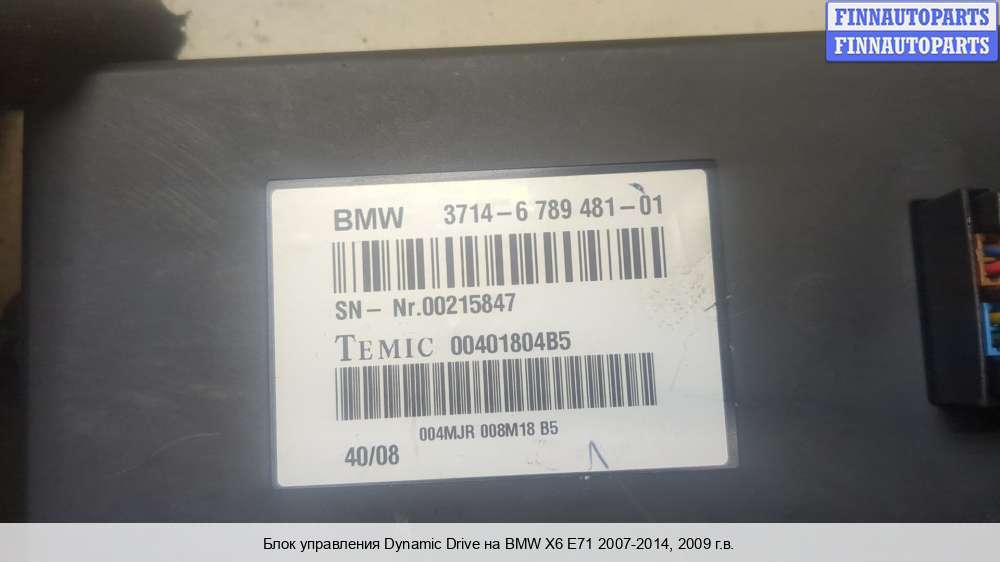 FINNAUTOPARTS
FINNAUTOPARTS
BMW 3714-6 789 481-01
SN- Nr.00215847
TEMIC 00401804B5
004MJR 008M18 B5
40/08
Блок управления Dynamic Drive на BMW X6 E71 2007-2014, 2009 г.в.